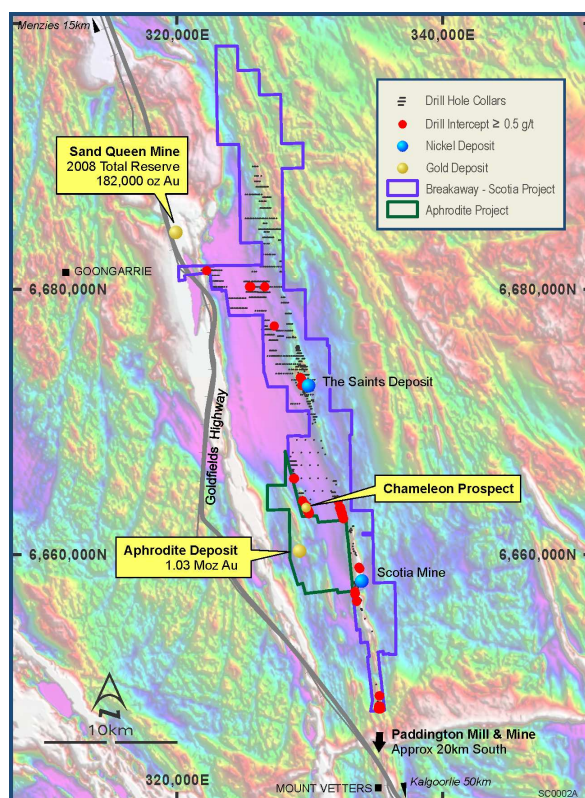 Menzies 15km
320,000E
340,000E
Drill Hole Collars
Drill Intercept ≥ 0.5 g/t
Nickel Deposit
Gold Deposit
Breakaway - Scotia Project
Aphrodite Project
Sand Queen Mine
2008 Total Reserve
182,000 oz Au
GOONGARRIE
6,680,000N
6,680,000N
The Saints Deposit
Goldfields Highway
Chameleon Prospect
Aphrodite Deposit
1.03 Moz Au
6,660,000N
6,660,000N
Scotia Mine
N
10km
Paddington Mill & Mine
Approx 20km South
320,000E
MOUNT VETTERS
Kalgoorlie 50km
SC0002A